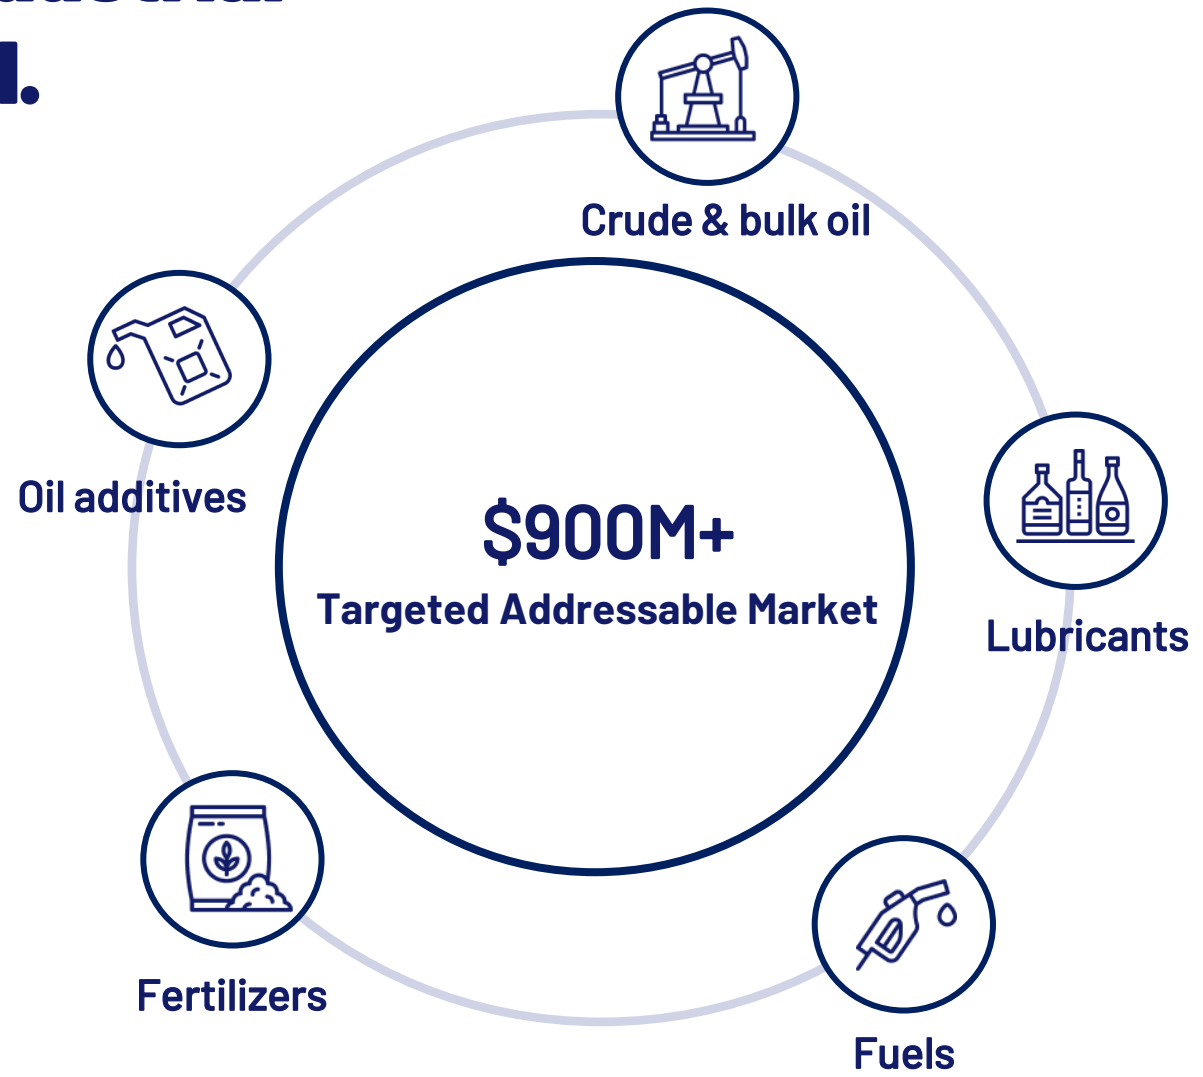 Crude & bulk oil
Oil additives
$900M+
Targeted Addressable Market
Lubricants
Fertilizers
Fuels